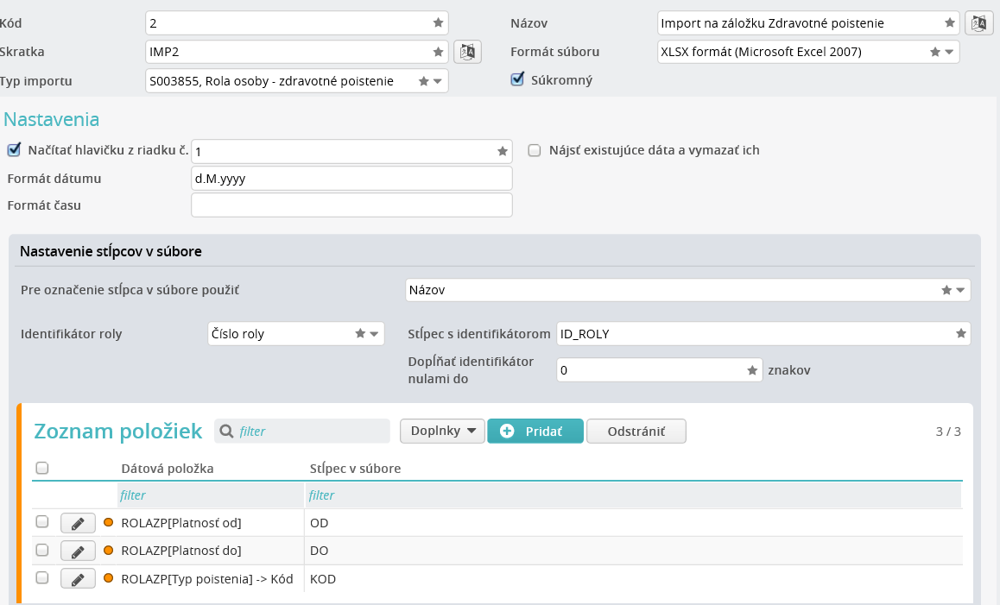 Kód 2 Názov Import na záložku Zdravotné poistenie
Skratka IMP2 Formát súboru XLSX formát (Microsoft Excel 2007)
Typ importu S003855, Rola osoby - zdravotné poistenie Súkromný
Nastavenia
Načítať hlavičku z riadku č. 1 Nájsť existujúce dáta a vymazať ich
Formát dátumu d.M.yyyy
Formát času
Nastavenie stĺpcov v súbore
Pre označenie stĺpca v súbore použiť Názov
Identifikátor roly Číslo roly Stĺpec s identifikátorom ID_ROLY
Dopĺňať identifikátor
nulami do 0 znakov
Zoznam položiek filter Doplnky Pridať Odstrániť 3 / 3
Dátová položka Stĺpec v súbore
filter filter
ROLAZP[Platnosť od] OD
ROLAZP[Platnosť do] DO
ROLAZP[Typ poistenia] -> Kód KOD